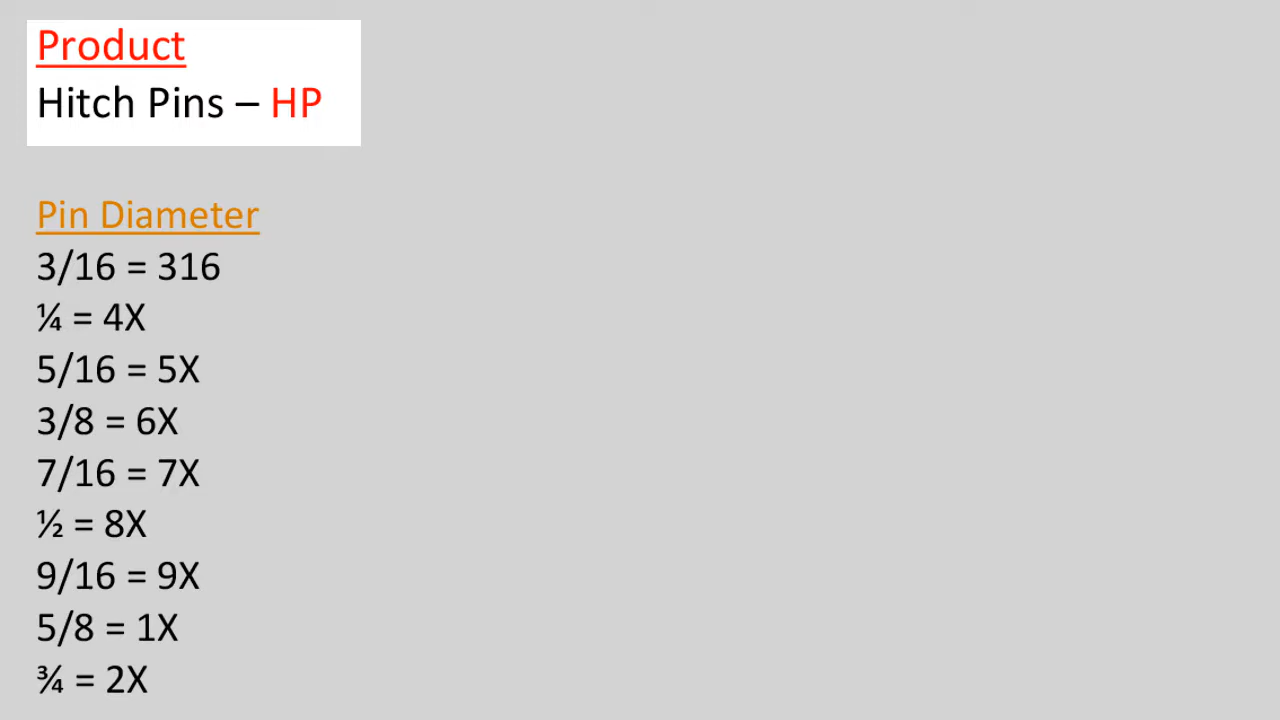 Product
Hitch Pins – HP
Pin Diameter
3/16 = 316
¼ = 4X
5/16 = 5X
3/8 = 6X
7/16 = 7X
½ = 8X
9/16 = 9X
5/8 = 1X
¾ = 2X